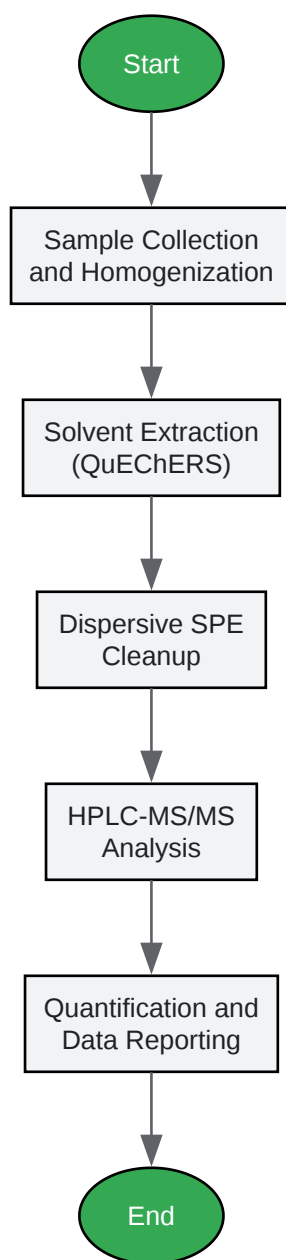 Start
Sample Collection
and Homogenization
Solvent Extraction
(QuEChERS)
Dispersive SPE
Cleanup
HPLC-MS/MS
Analysis
Quantification and
Data Reporting
End